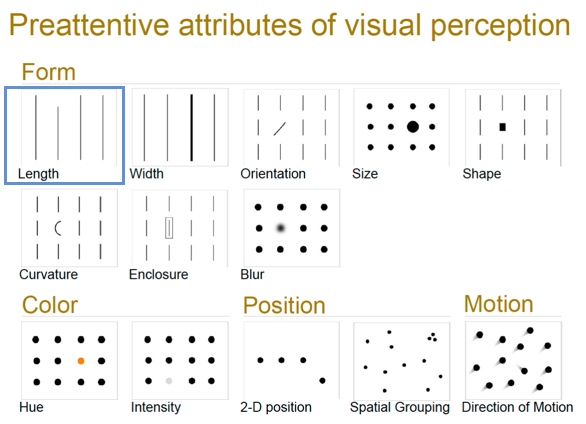 Preattentive attributes of visual perception
Form
Length
Width
Orientation
Size
Shape
Curvature
Enclosure
Blur
Color
Position
Motion
Hue
Intensity
2-D position
Spatial Grouping
Direction of Motion